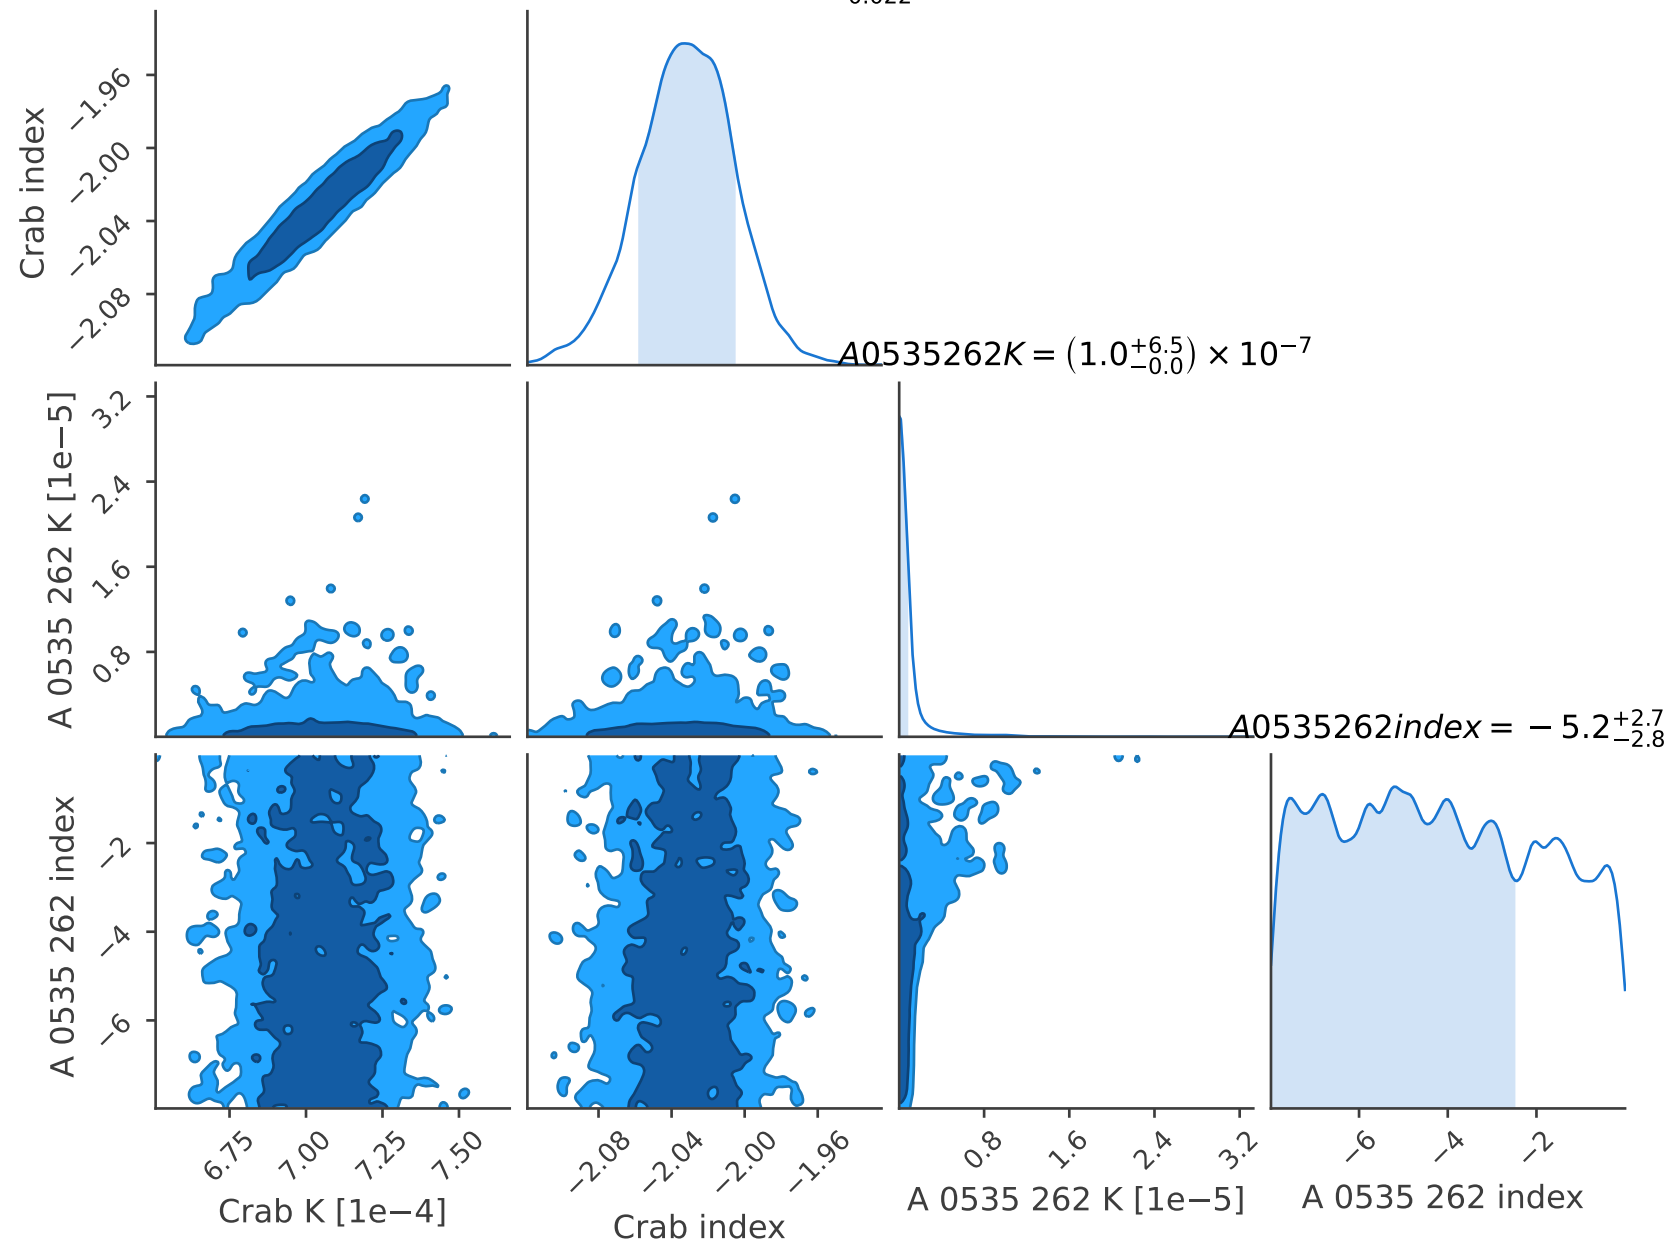 0.022
Crab index
−1.96
−2.00
−2.04
−2.08
A0535262K = (1.0 +6.5 −0.0) × 10−7
A 0535 262 K [1e−5]
3.2
2.4
1.6
0.8
A0535262index = − 5.2 +2.7 −2.8
A 0535 262 index
−2
−4
−6
6.75 7.00 7.25 7.50
−2.08 −2.04 −2.00 −1.96
0.8 1.6 2.4 3.2
−6 −4 −2
Crab K [1e−4]
Crab index
A 0535 262 K [1e−5]
A 0535 262 index